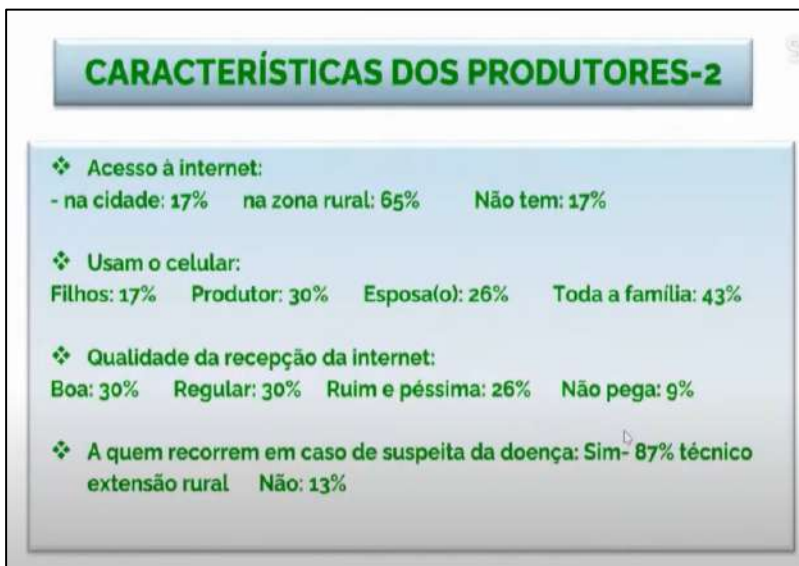 CARACTERÍSTICAS DOS PRODUTORES-2
❖ Acesso à internet:
- na cidade: 17% na zona rural: 65% Não tem: 17%
❖ Usam o celular:
Filhos: 17% Produtor: 30% Esposa(o): 26% Toda a família: 43%
❖ Qualidade da recepção da internet:
Boa: 30% Regular: 30% Ruim e péssima: 26% Não pega: 9%
❖ A quem recorrem em caso de suspeita da doença: Sim- 87% técnico
extensão rural Não: 13%